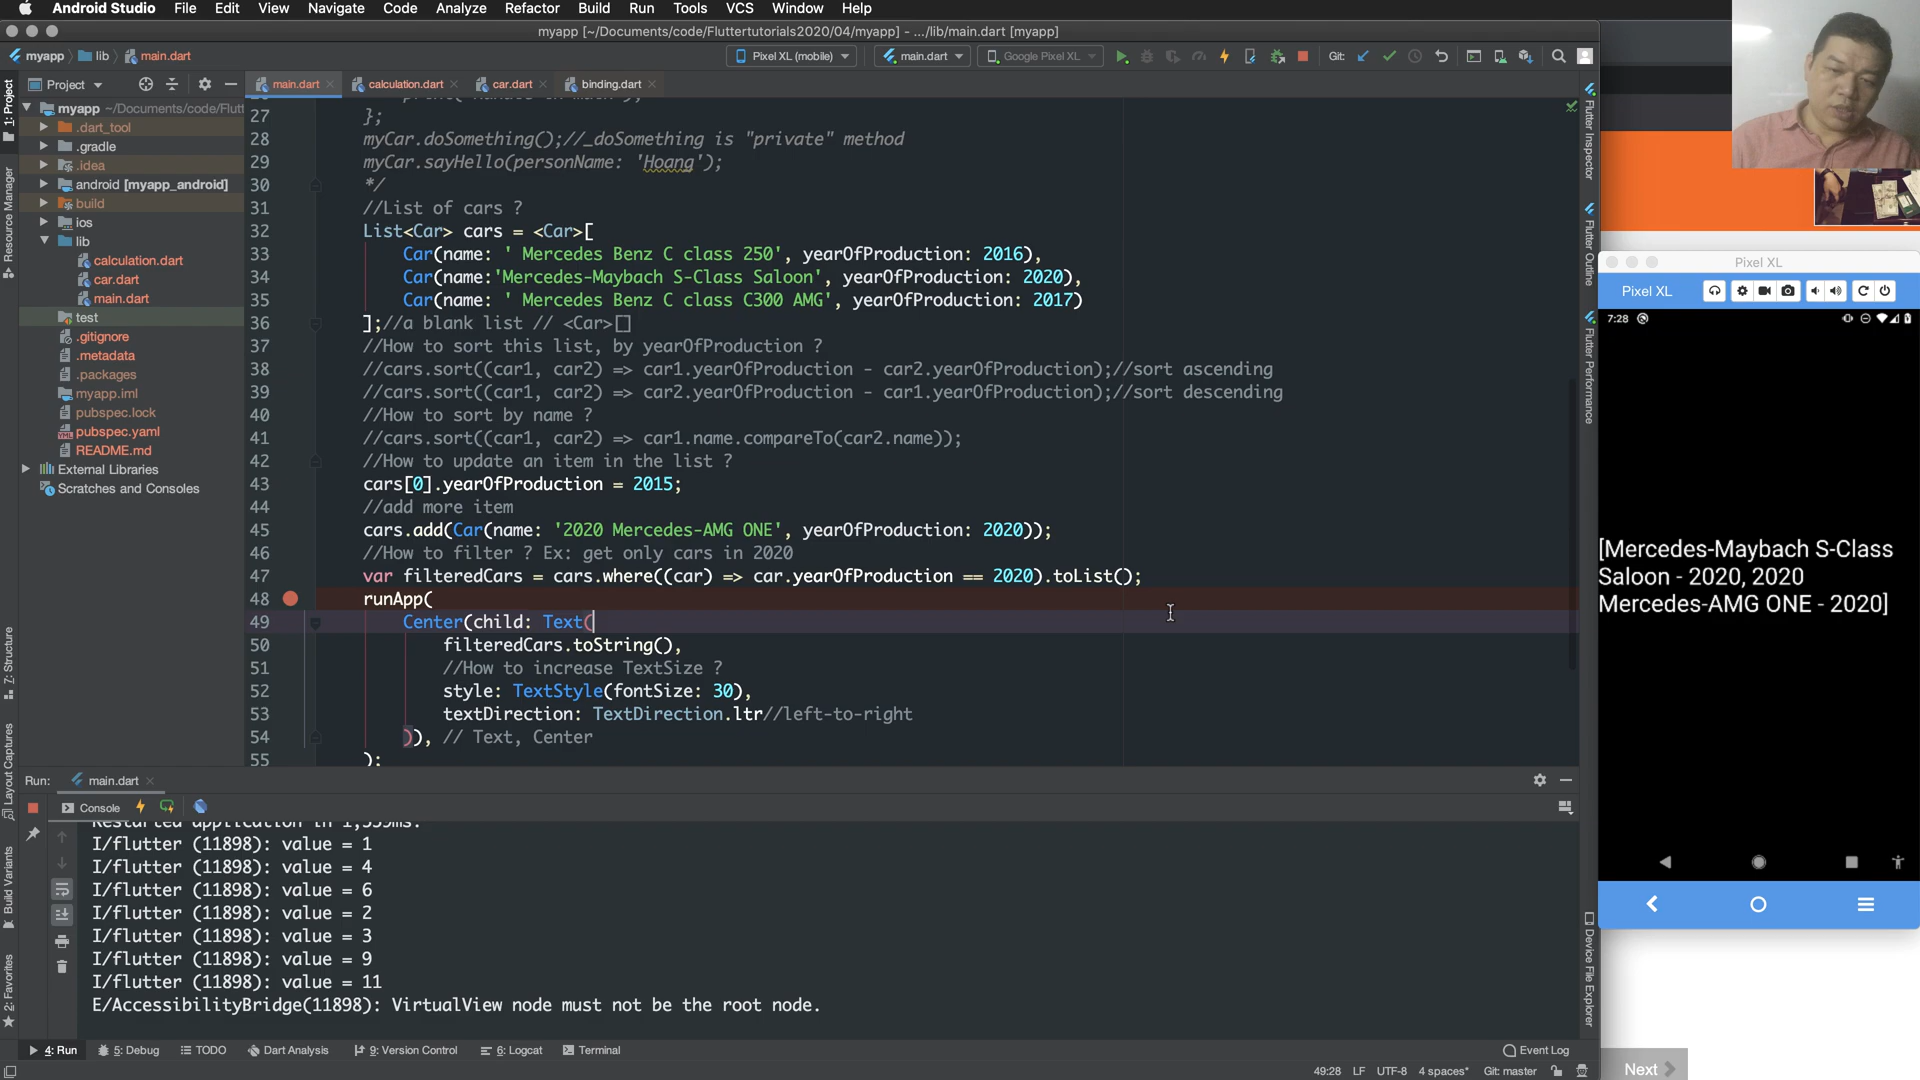 Android Studio File Edit View Navigate Code Analyze Refactor Build Run Tools VCS Window Help
myapp [~/Documents/code/Fluttertutorials2020/04/myapp] - .../lib/main.dart [myapp]
myapp lib main.dart Pixel XL (mobile) main.dart Google Pixel XL Git:
Project main.dart calculation.dart car.dart binding.dart
1: Project
Resource Manager
7: Structure
Layout Captures
Build Variants
2: Favorites
myapp ~/Documents/code/Flut
.dart_tool
.gradle
.idea
android [myapp_android]
build
ios
lib
calculation.dart
car.dart
main.dart
test
.gitignore
.metadata
.packages
myapp.iml
pubspec.lock
pubspec.yaml
README.md
External Libraries
Scratches and Consoles
27 };
28 myCar.doSomething();//_doSomething is "private" method
29 myCar.sayHello(personName: 'Hoang');
30 */
31 //List of cars ?
32 List<Car> cars = <Car>[
33 Car(name: ' Mercedes Benz C class 250', yearOfProduction: 2016),
34 Car(name:'Mercedes-Maybach S-Class Saloon', yearOfProduction: 2020),
35 Car(name: ' Mercedes Benz C class C300 AMG', yearOfProduction: 2017)
36 ];//a blank list // <Car>[]
37 //How to sort this list, by yearOfProduction ?
38 //cars.sort((car1, car2) => car1.yearOfProduction - car2.yearOfProduction);//sort ascending
39 //cars.sort((car1, car2) => car2.yearOfProduction - car1.yearOfProduction);//sort descending
40 //How to sort by name ?
41 //cars.sort((car1, car2) => car1.name.compareTo(car2.name));
42 //How to update an item in the list ?
43 cars[0].yearOfProduction = 2015;
44 //add more item
45 cars.add(Car(name: '2020 Mercedes-AMG ONE', yearOfProduction: 2020));
46 //How to filter ? Ex: get only cars in 2020
47 var filteredCars = cars.where((car) => car.yearOfProduction == 2020).toList();
48 runApp(
49 Center(child: Text(
50 filteredCars.toString(),
51 //How to increase TextSize ?
52 style: TextStyle(fontSize: 30),
53 textDirection: TextDirection.ltr//left-to-right
54 )), // Text, Center
55 );
Flutter Inspector
Flutter Outline
Flutter Performance
Device File Explorer
Pixel XL
Pixel XL
7:28
[Mercedes-Maybach S-Class
Saloon - 2020, 2020
Mercedes-AMG ONE - 2020]
Run: main.dart
Console
Restarted application in 1,359ms.
I/flutter (11898): value = 1
I/flutter (11898): value = 4
I/flutter (11898): value = 6
I/flutter (11898): value = 2
I/flutter (11898): value = 3
I/flutter (11898): value = 9
I/flutter (11898): value = 11
E/AccessibilityBridge(11898): VirtualView node must not be the root node.
4: Run 5: Debug TODO Dart Analysis 9: Version Control 6: Logcat Terminal Event Log
49:28 LF UTF-8 4 spaces* Git: master
Next